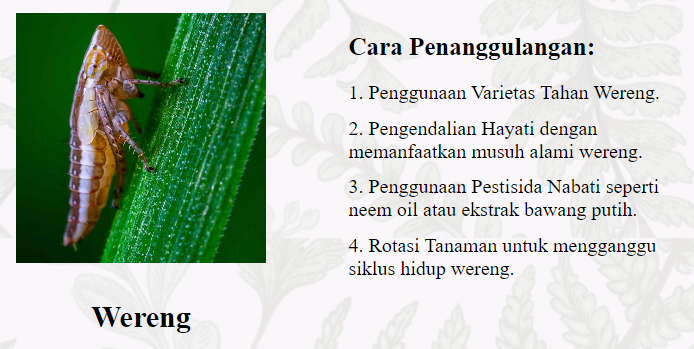 Cara Penanggulangan:
1. Penggunaan Varietas Tahan Wereng.
2. Pengendalian Hayati dengan
memanfaatkan musuh alami wereng.
3. Penggunaan Pestisida Nabati seperti
neem oil atau ekstrak bawang putih.
4. Rotasi Tanaman untuk mengganggu
siklus hidup wereng.
Wereng